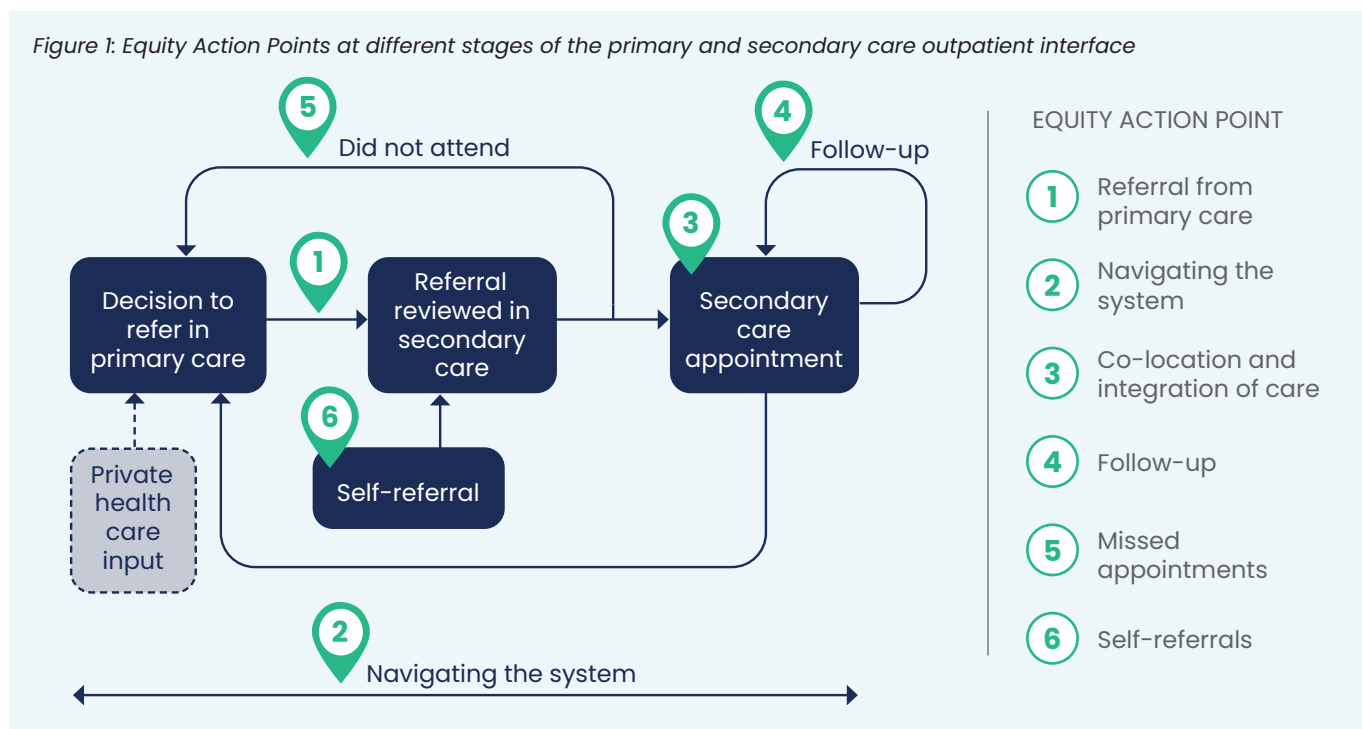 Figure 1: Equity Action Points at different stages of the primary and secondary care outpatient interface
5
Did not attend
4
Follow-up
3
1
Decision to
refer in
primary care
Referral
reviewed in
secondary
care
Secondary
care
appointment
6
Self-referral
Private
health
care
input
2
Navigating the system
EQUITY ACTION POINT
1
Referral from
primary care
2
Navigating the
system
3
Co-location and
integration of care
4
Follow-up
5
Missed
appointments
6
Self-referrals